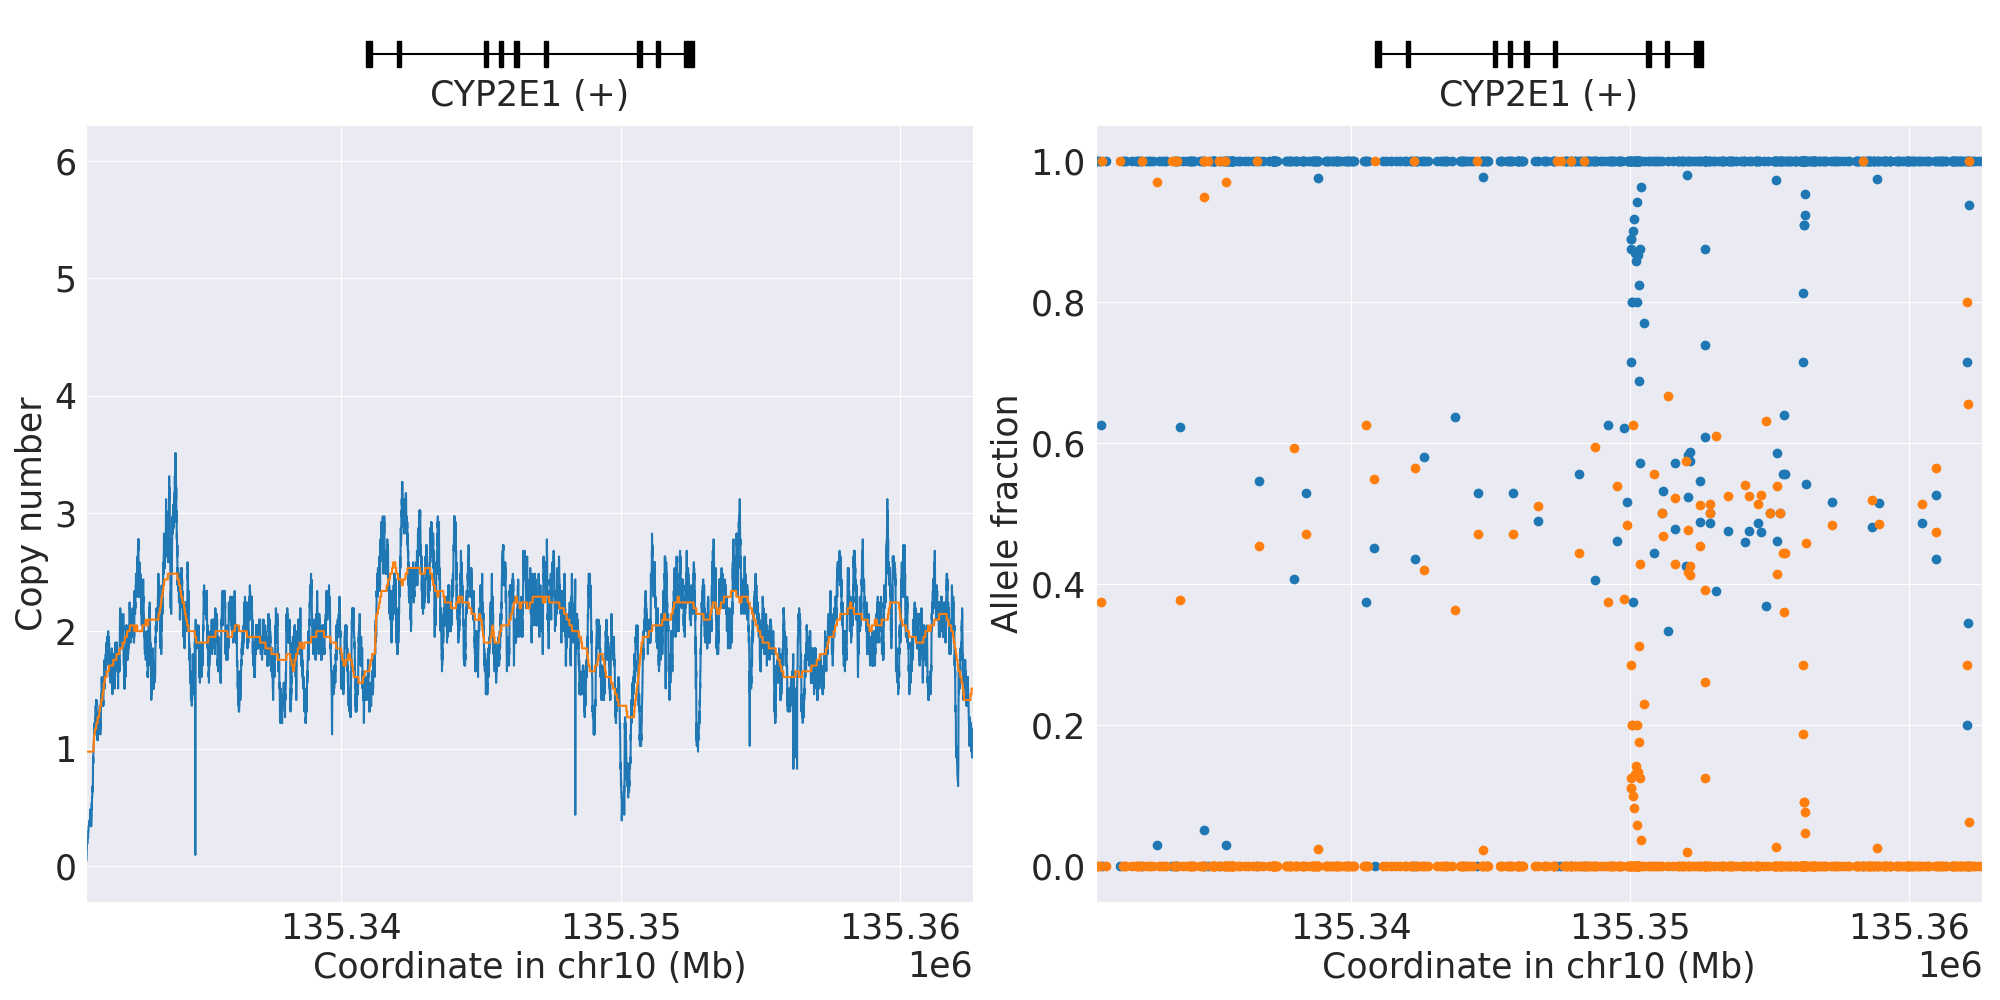 CYP2E1 (+)
6
5
4
3
2
1
0
Copy number
135.34 135.35 135.36
Coordinate in chr10 (Mb)
1e6
CYP2E1 (+)
1.0
0.8
0.6
0.4
0.2
0.0
Allele fraction
135.34 135.35 135.36
Coordinate in chr10 (Mb)
1e6